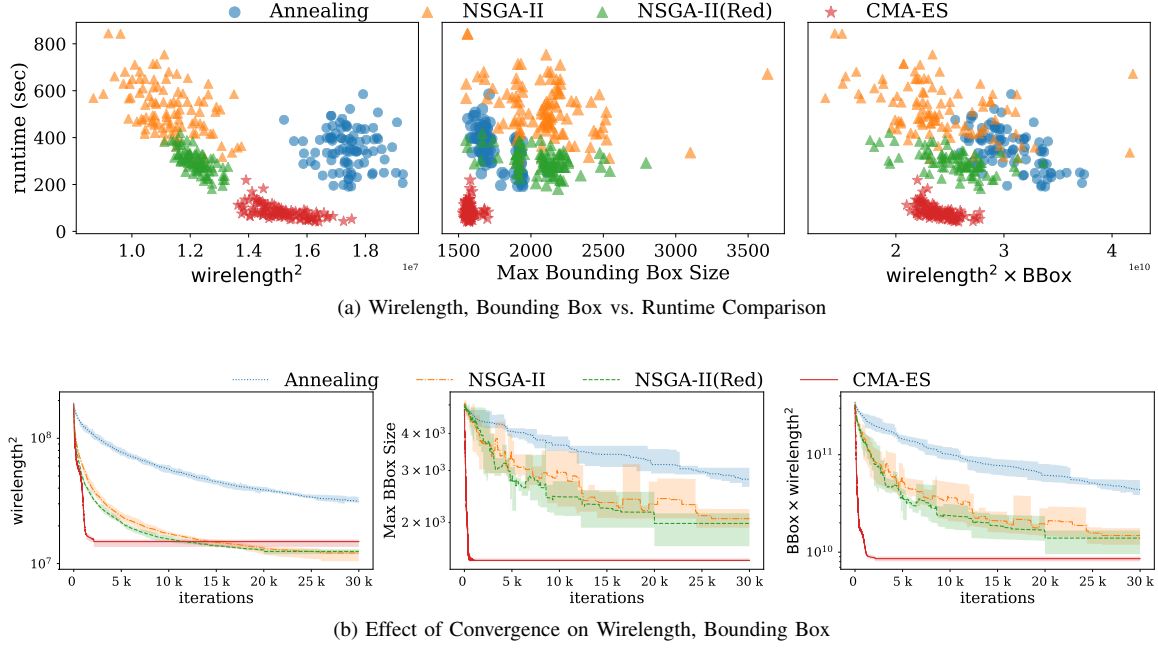 Annealing NSGA-II NSGA-II(Red) CMA-ES
runtime (sec)
800
600
400
200
0
1.0 1.2 1.4 1.6 1.8
1e7
wirelength²
1500 2000 2500 3000 3500
Max Bounding Box Size
2 3 4
1e10
wirelength² × BBox
(a) Wirelength, Bounding Box vs. Runtime Comparison
Annealing NSGA-II NSGA-II(Red) CMA-ES
wirelength²
10⁸
10⁷
0 5 k 10 k 15 k 20 k 25 k 30 k
iterations
Max BBox Size
4 × 10³
3 × 10³
2 × 10³
0 5 k 10 k 15 k 20 k 25 k 30 k
iterations
BBox × wirelength²
10¹¹
10¹⁰
0 5 k 10 k 15 k 20 k 25 k 30 k
iterations
(b) Effect of Convergence on Wirelength, Bounding Box